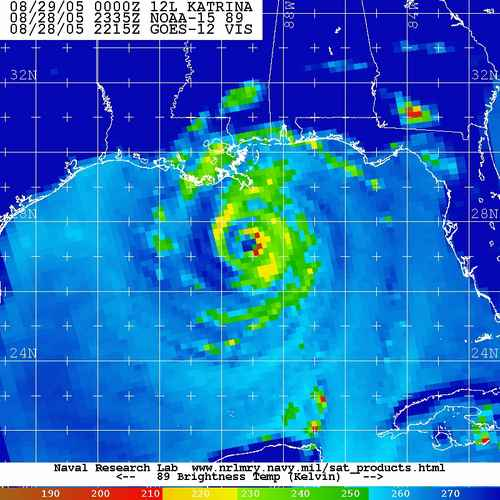 08/29/05 0000Z 12L KATRINA
08/28/05 2335Z NOAA-15 89
08/28/05 2215Z GOES-12 VIS
88W
84W
32N
32N
28N
28N
24N
24N
Naval Research Lab www.nrlmry.navy.mil/sat_products.html
<-- 89 Brightness Temp (Kelvin) -->
190 200 210 220 230 240 250 260 270